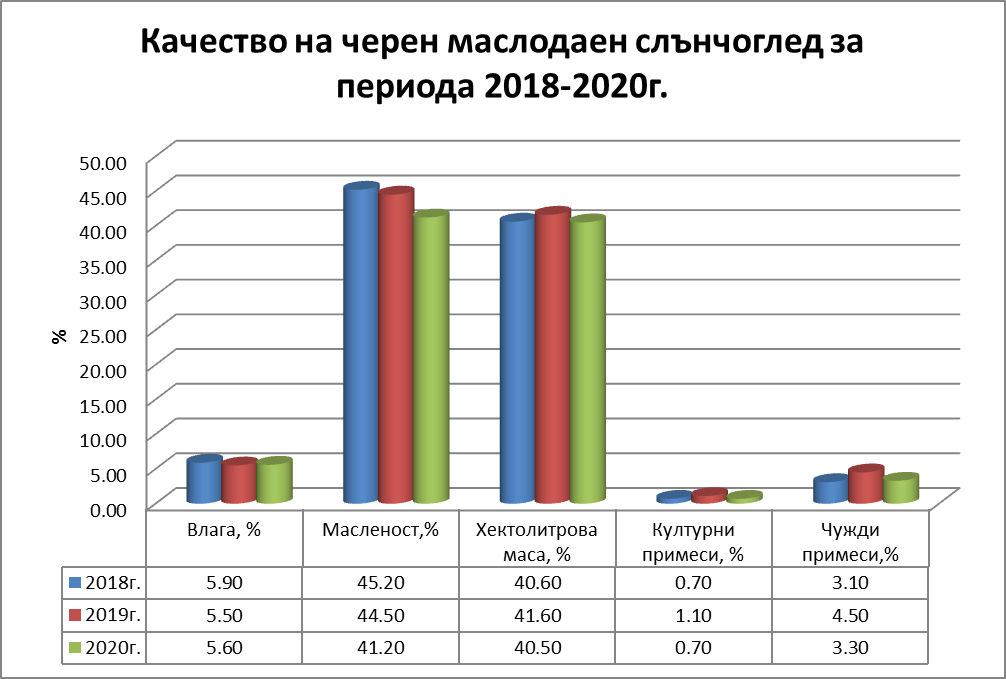 Качество на черен маслодаен слънчоглед за
периода 2018-2020г.
50.00
45.00
40.00
35.00
30.00
25.00
20.00
15.00
10.00
5.00
0.00
%
Влага, % Масленост,% Хектолитрова маса, % Културни примеси, % Чужди примеси,%
2018г. 5.90 45.20 40.60 0.70 3.10
2019г. 5.50 44.50 41.60 1.10 4.50
2020г. 5.60 41.20 40.50 0.70 3.30